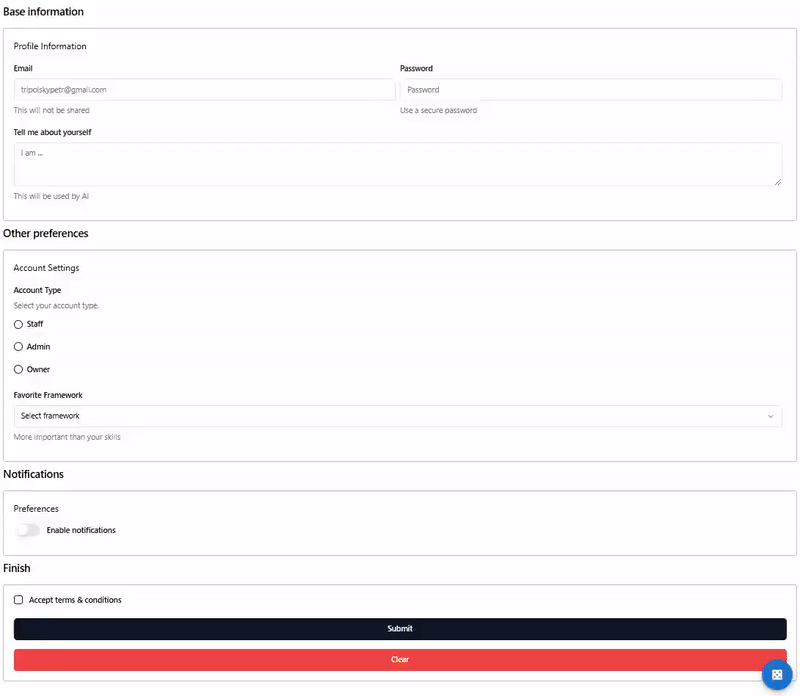 Base information
Profile Information
Email
Password
tripolskypetr@gmail.com
Password
This will not be shared
Use a secure password
Tell me about yourself
I am ...
This will be used by AI
Other preferences
Account Settings
Account Type
Select your account type.
Staff
Admin
Owner
Favorite Framework
Select framework
More important than your skills
Notifications
Preferences
Enable notifications
Finish
Accept terms & conditions
Submit
Clear